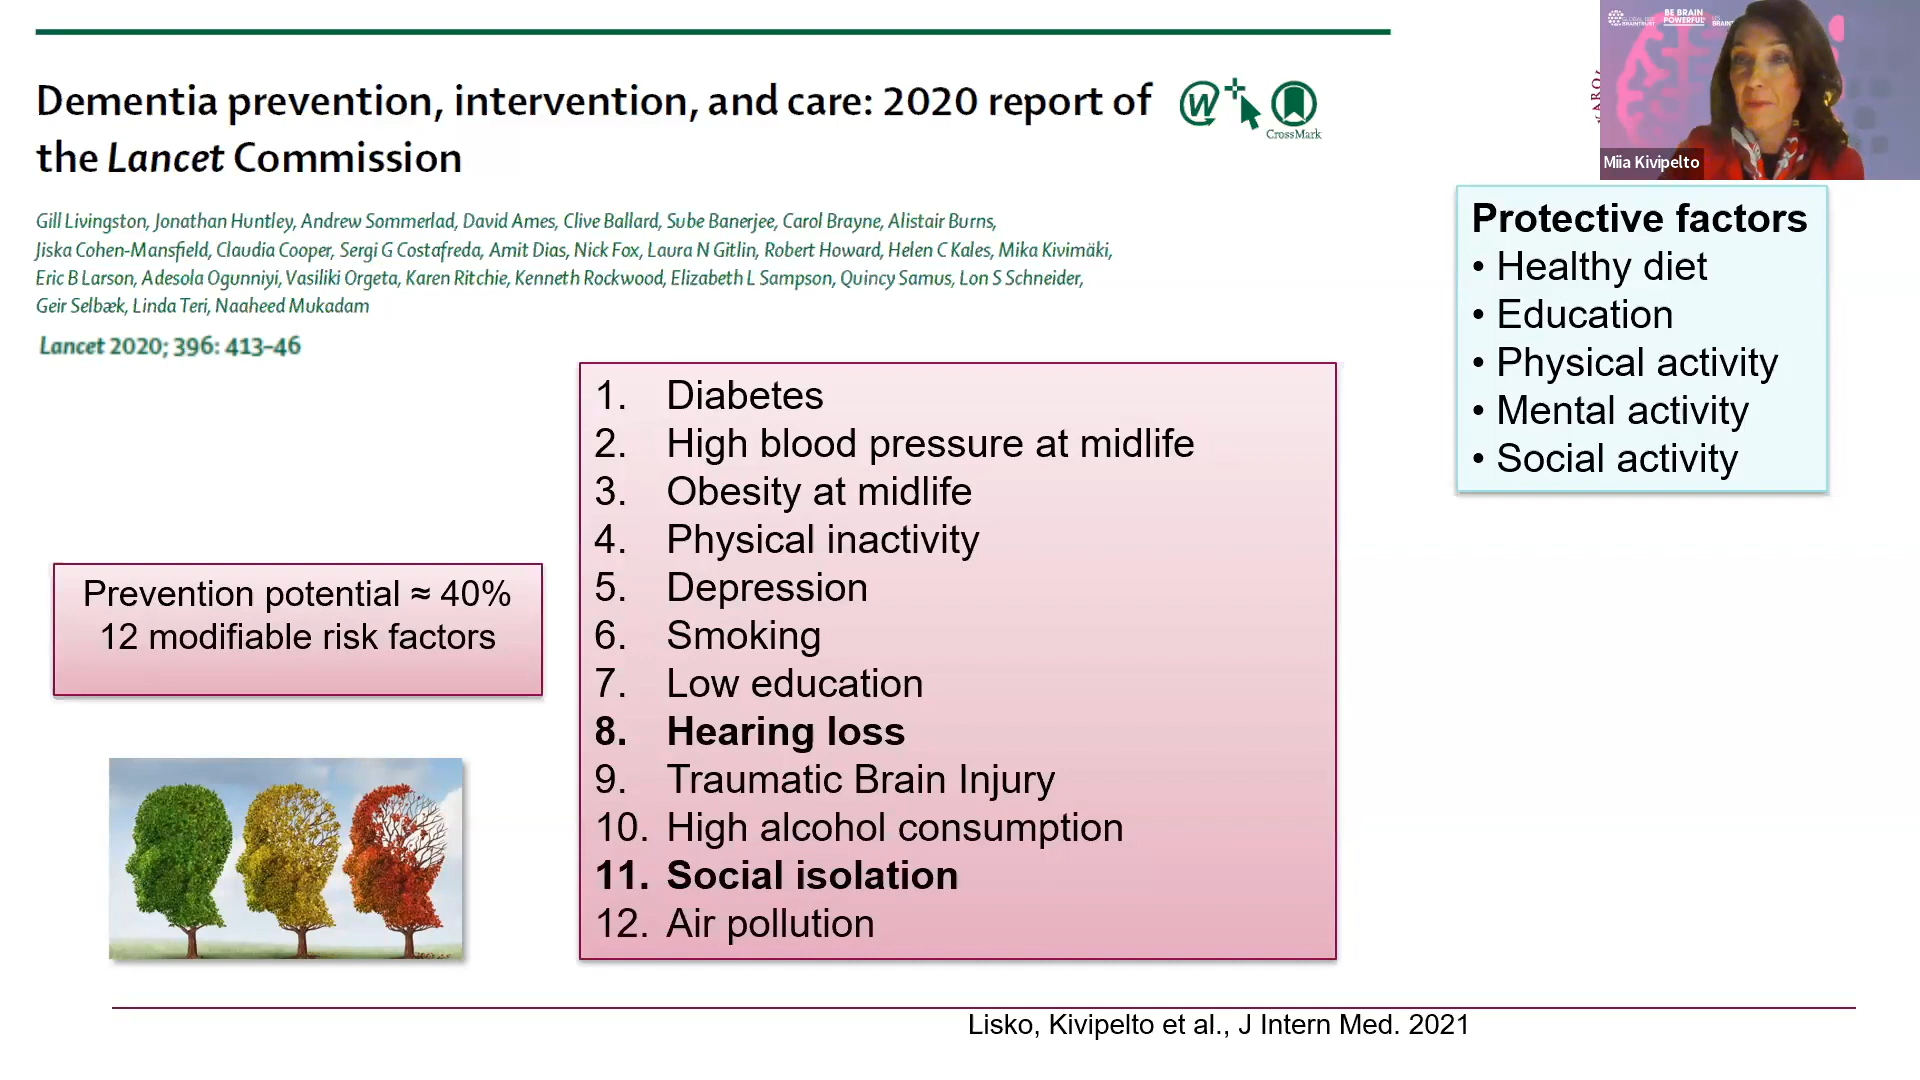 Dementia prevention, intervention, and care: 2020 report of
the Lancet Commission
CrossMark
Gill Livingston, Jonathan Huntley, Andrew Sommerlad, David Ames, Clive Ballard, Sube Banerjee, Carol Brayne, Alistair Burns,
Jiska Cohen-Mansfield, Claudia Cooper, Sergi G Costafreda, Amit Dias, Nick Fox, Laura N Gitlin, Robert Howard, Helen C Kales, Mika Kivimäki,
Eric B Larson, Adesola Ogunniyi, Vasiliki Orgeta, Karen Ritchie, Kenneth Rockwood, Elizabeth L Sampson, Quincy Samus, Lon S Schneider,
Geir Selbæk, Linda Teri, Naaheed Mukadam
Lancet 2020; 396: 413–46
Prevention potential ≈ 40%
12 modifiable risk factors
1. Diabetes
2. High blood pressure at midlife
3. Obesity at midlife
4. Physical inactivity
5. Depression
6. Smoking
7. Low education
8. Hearing loss
9. Traumatic Brain Injury
10. High alcohol consumption
11. Social isolation
12. Air pollution
BE BRAIN
POWERFUL
Miia Kivipelto
Protective factors
• Healthy diet
• Education
• Physical activity
• Mental activity
• Social activity
Lisko, Kivipelto et al., J Intern Med. 2021